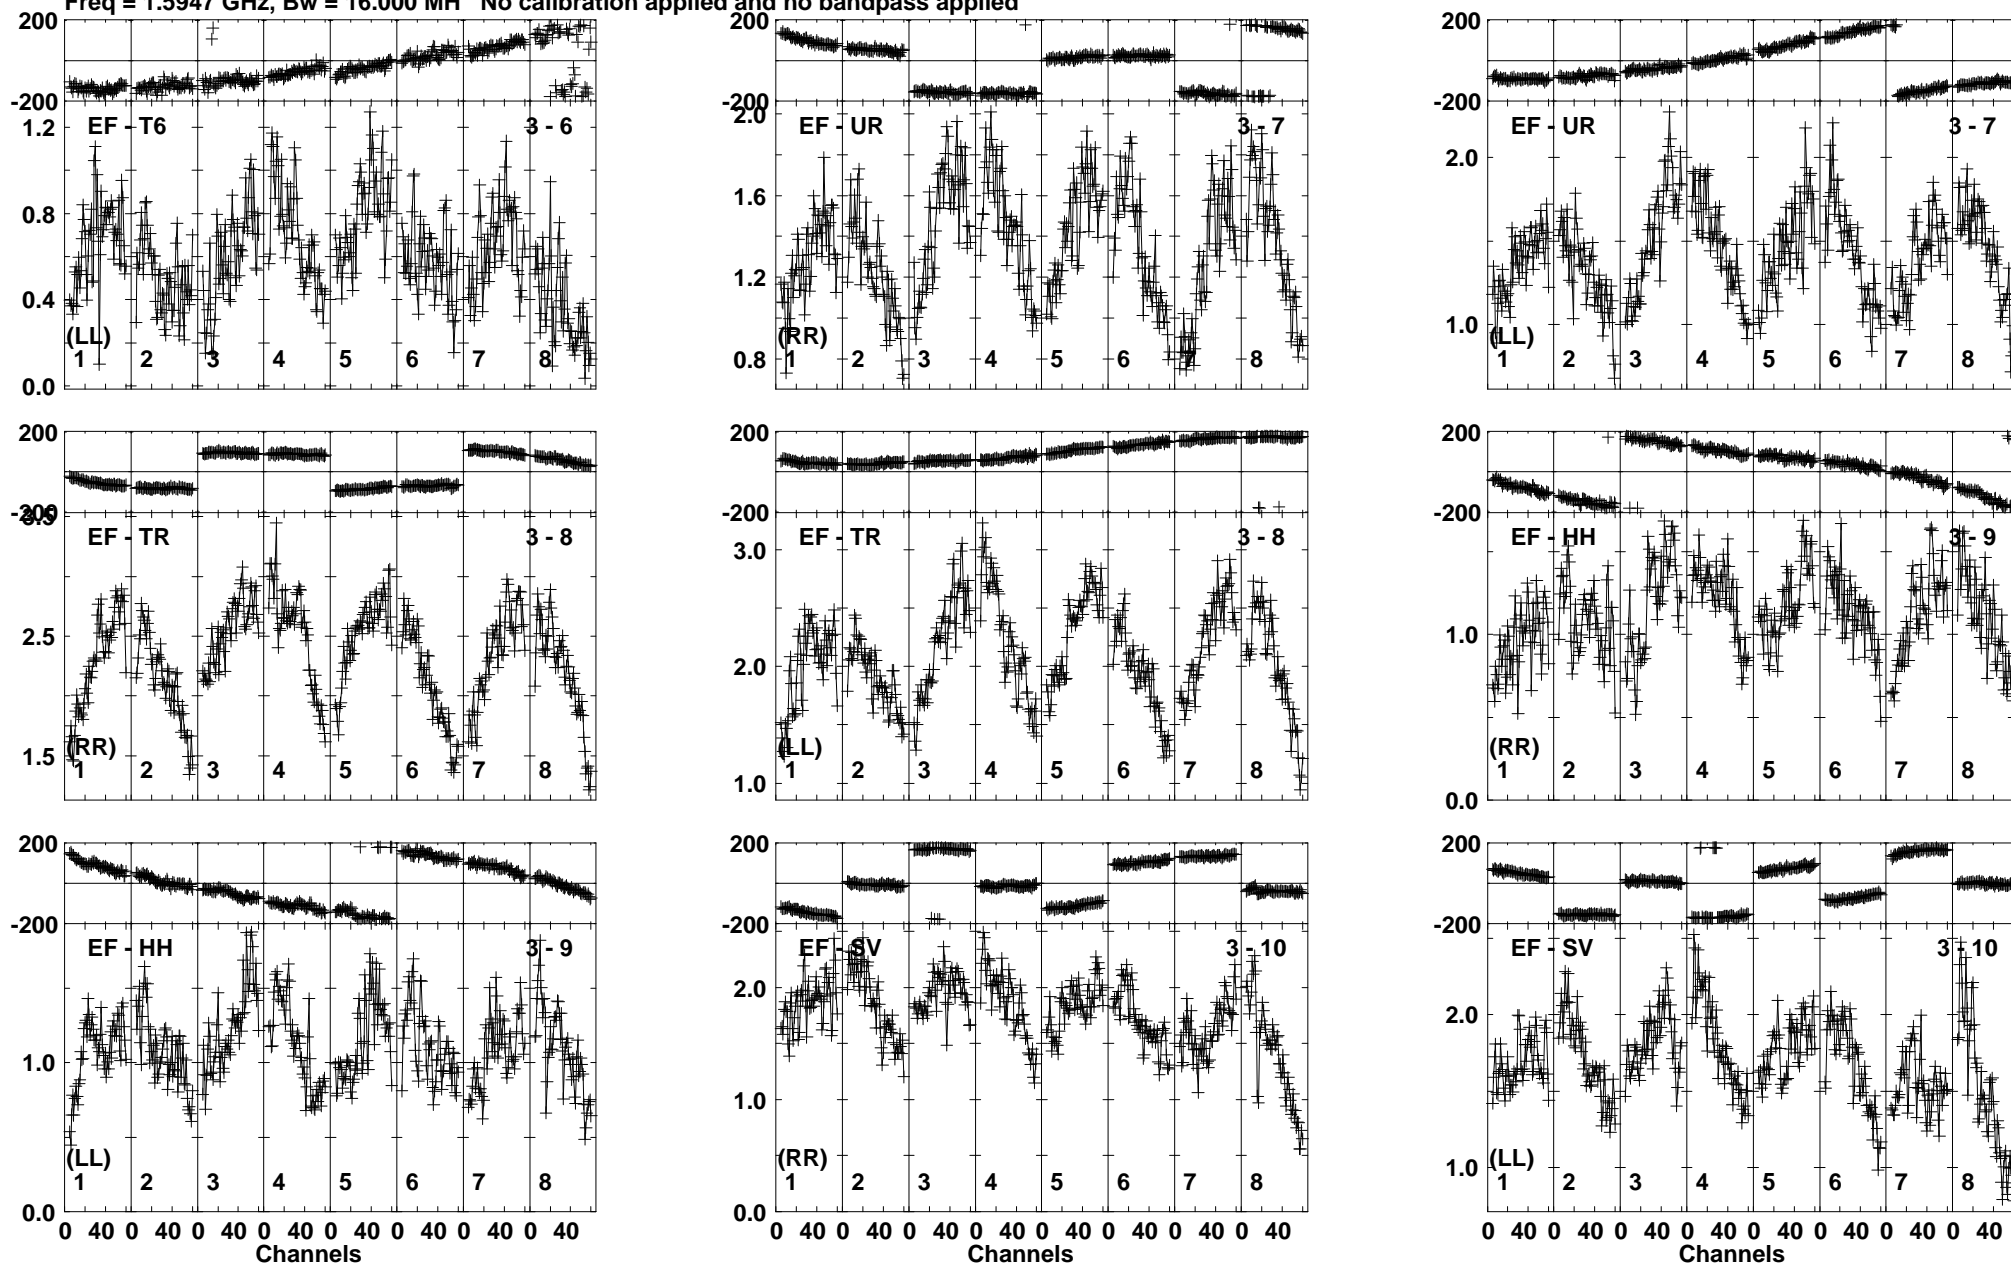 Freq = 1.5947 GHz, Bw = 16.000 MH No calibration applied and no bandpass applied
200 200 200
-200 -200 -200
EF - T6 3 - 6 EF - UR 3 - 7 EF - UR 3 - 7
1.2 2.0 2.0
0.8 1.6
0.4 1.2 1.0
0.0 0.8
(LL) (RR) (LL)
1 2 3 4 5 6 7 8 1 2 3 4 5 6 7 8 1 2 3 4 5 6 7 8
200 200 200
-200 -200 -200
EF - TR 3 - 8 EF - TR 3 - 8 EF - HH 3 - 9
3.5 3.0
2.5 2.0 1.0
1.5 1.0 0.0
(RR) (LL) (RR)
1 2 3 4 5 6 7 8 1 2 3 4 5 6 7 8 1 2 3 4 5 6 7 8
200 200 200
-200 -200 -200
EF - HH 3 - 9 EF - SV 3 - 10 EF - SV 3 - 10
2.0 2.0
1.0 1.0 1.0
(LL) (RR) (LL)
1 2 3 4 5 6 7 8 1 2 3 4 5 6 7 8 1 2 3 4 5 6 7 8
0.0 0.0
0 40 0 40 0 40 0 40 0 40 0 40 0 40 0 40 0 40 0 40 0 40 0 40 0 40 0 40 0 40 0 40 0 40 0 40 0 40 0 40 0 40 0 40 0 40 0 40
Channels Channels Channels